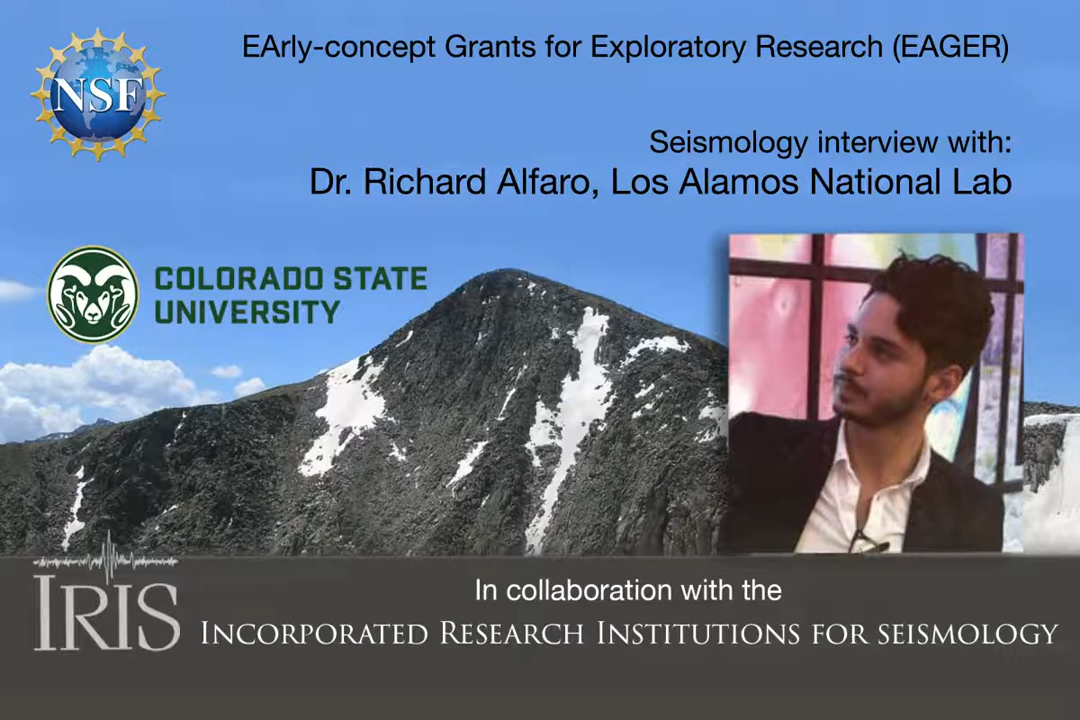 NSF
EArly-concept Grants for Exploratory Research (EAGER)
Seismology interview with:
Dr. Richard Alfaro, Los Alamos National Lab
COLORADO STATE
UNIVERSITY
IRIS
In collaboration with the
INCORPORATED RESEARCH INSTITUTIONS FOR SEISMOLOGY